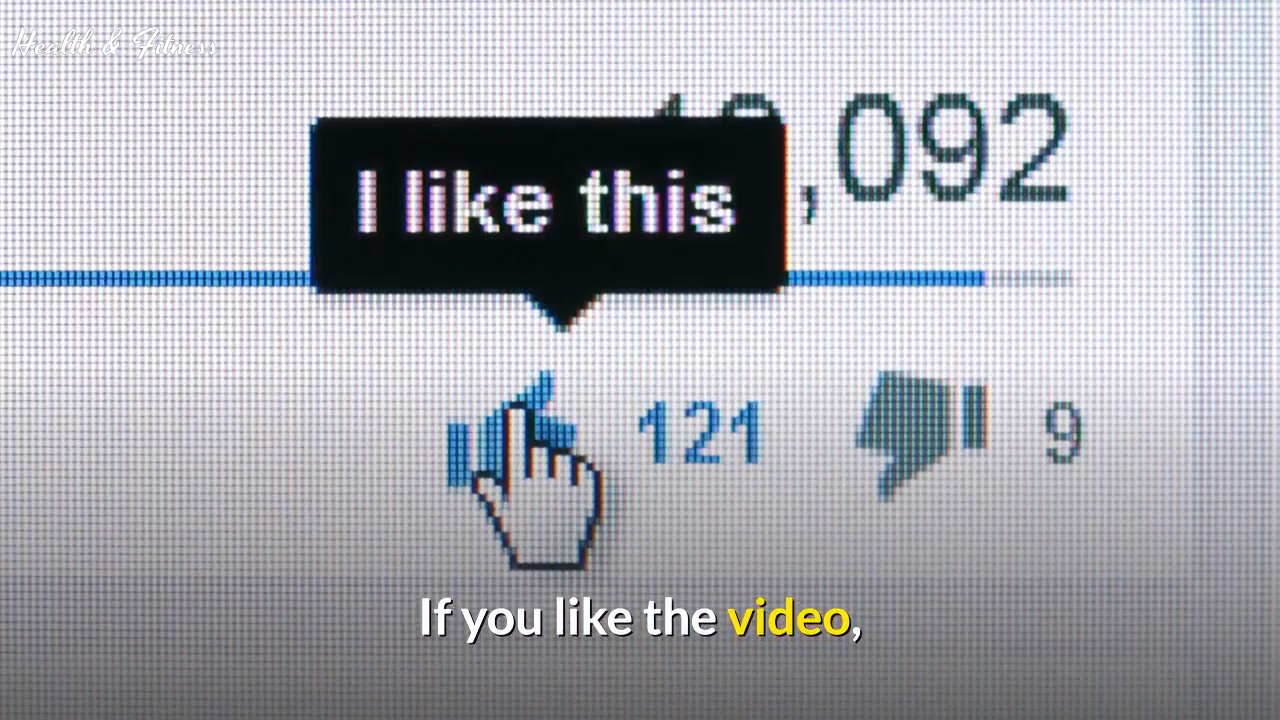 Health & Fitness
,092
I like this
121
9
If you like the video,